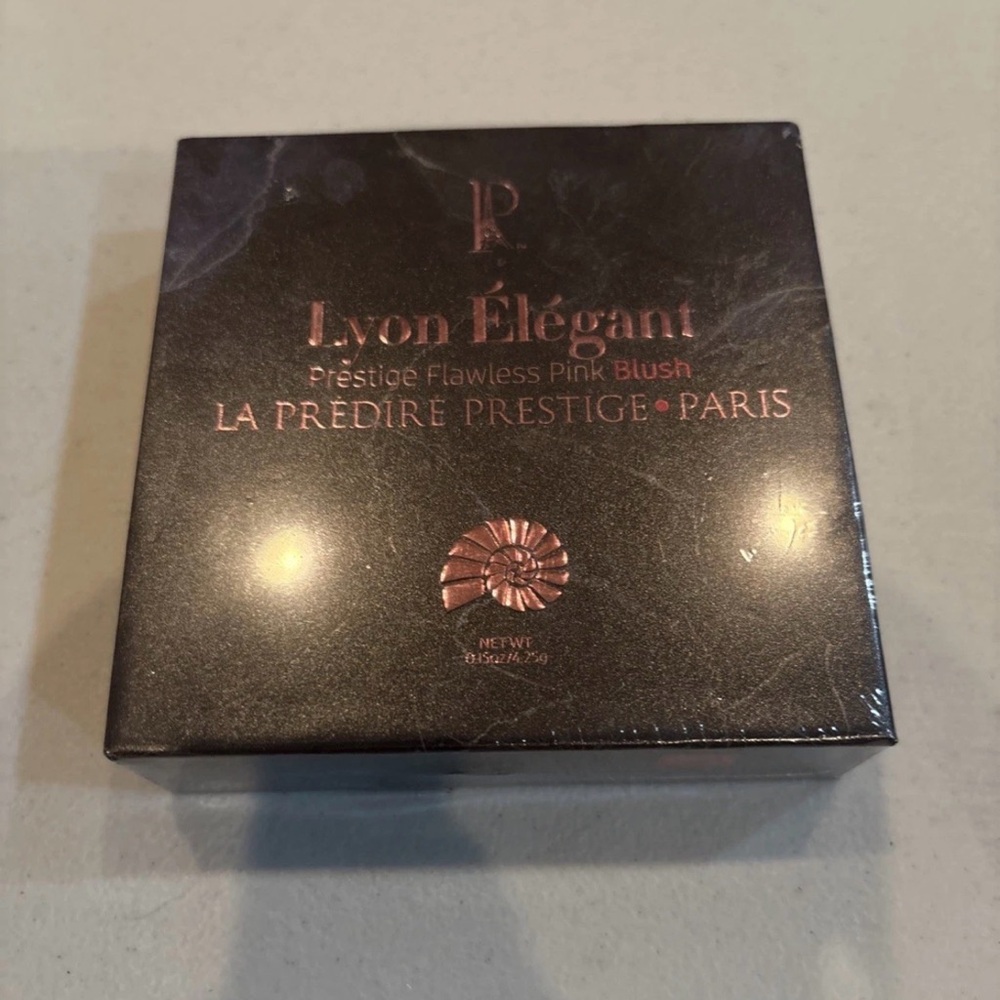 Lyon Élégant
Prestige Flawless Pink Blush
LA PRÉDIRE PRESTIGE • PARIS
NET WT
0.15oz/4.25g